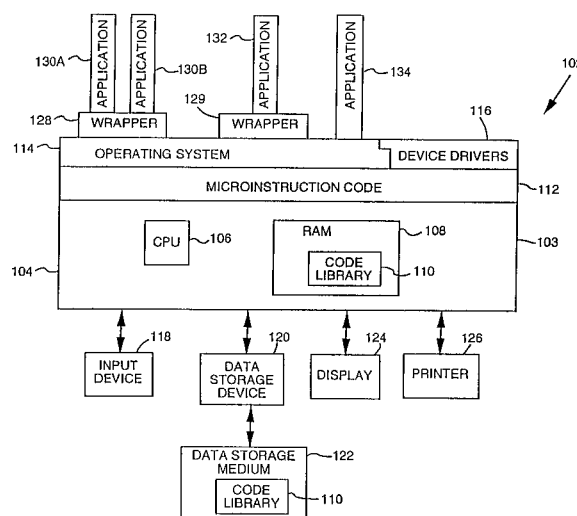 132
130A
APPLICATION
APPLICATION
130B
APPLICATION
APPLICATION
134
128
WRAPPER
129
WRAPPER
116
114
OPERATING SYSTEM
DEVICE DRIVERS
MICROINSTRUCTION CODE
112
CPU
106
RAM
108
103
104
CODE
LIBRARY
110
118
120
124
126
INPUT
DEVICE
DATA
STORAGE
DEVICE
DISPLAY
PRINTER
DATA STORAGE
MEDIUM
122
CODE
LIBRARY
110